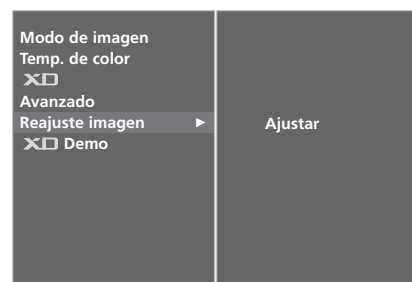 Modo de imagen
Temp. de color
XD
Avanzado
Reajuste imagen ►
Ajustar
XD Demo